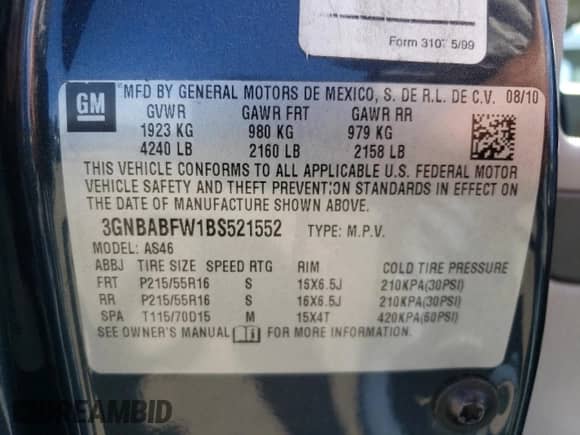 Form 310? 5/99
GM
MFD BY GENERAL MOTORS DE MEXICO, S. DE R.L. DE C.V. 08/10
GVWR GAWR FRT GAWR RR
1923 KG 980 KG 979 KG
4240 LB 2160 LB 2158 LB
THIS VEHICLE CONFORMS TO ALL APPLICABLE U.S. FEDERAL MOTOR
VEHICLE SAFETY AND THEFT PREVENTION STANDARDS IN EFFECT ON
THE DATE OF MANUFACTURE SHOWN ABOVE.
3GNBABFW1BS521552 TYPE: M.P.V.
MODEL: AS46
ABBJ TIRE SIZE SPEED RTG RIM COLD TIRE PRESSURE
FRT P215/55R16 S 15X6.5J 210KPA(30PSI)
RR P215/55R16 S 16X6.5J 210KPA(30PSI)
SPA T115/70D15 M 15X4T 420KPA(60PSI)
SEE OWNER'S MANUAL FOR MORE INFORMATION.
DREAMBID